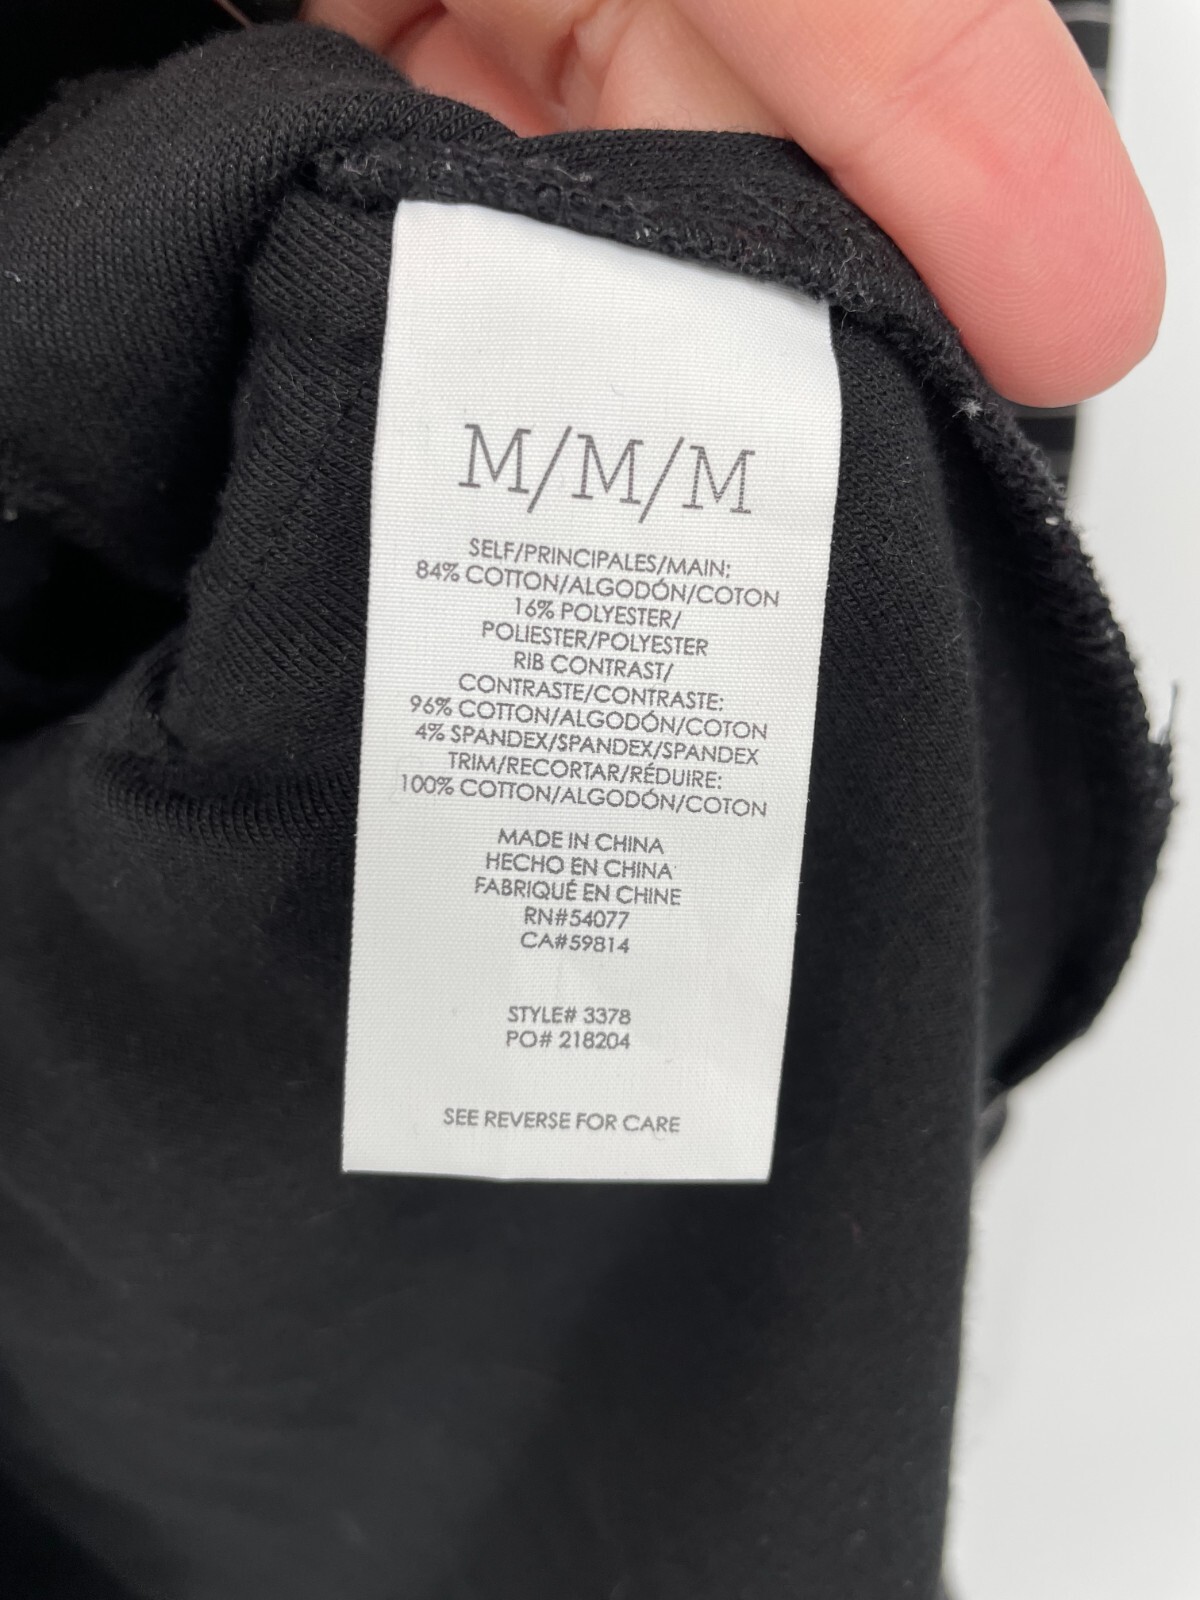 M/M/M
SELF/PRINCIPALES/MAIN:
84% COTTON/ALGODÓN/COTON
16% POLYESTER/
POLIESTER/POLYESTER
RIB CONTRAST/
CONTRASTE/CONTRASTE:
96% COTTON/ALGODÓN/COTON
4% SPANDEX/SPANDEX/SPANDEX
TRIM/RECORTAR/RÉDUIRE:
100% COTTON/ALGODÓN/COTON
MADE IN CHINA
HECHO EN CHINA
FABRIQUÉ EN CHINE
RN#54077
CA#59814
STYLE# 3378
PO# 218204
SEE REVERSE FOR CARE